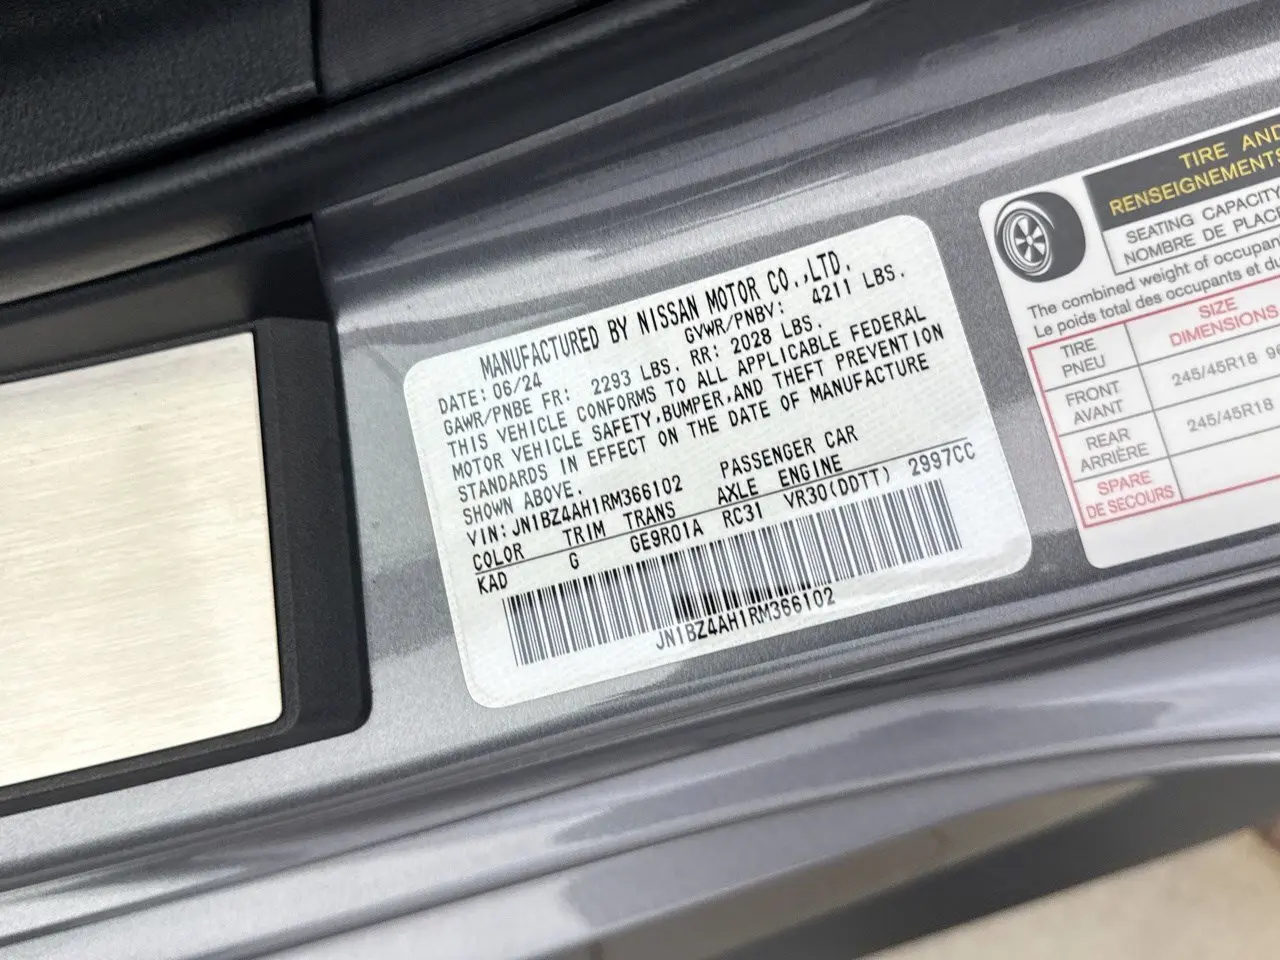 MANUFACTURED BY NISSAN MOTOR CO.,LTD.
DATE: 06/24 GVWR/PNBV: 4211 LBS.
GAWR/PNBE FR: 2293 LBS. RR: 2028 LBS.
THIS VEHICLE CONFORMS TO ALL APPLICABLE FEDERAL
MOTOR VEHICLE SAFETY,BUMPER,AND THEFT PREVENTION
STANDARDS IN EFFECT ON THE DATE OF MANUFACTURE
SHOWN ABOVE.
VIN: JN1BZ4AH1RM366102 PASSENGER CAR
COLOR TRIM TRANS AXLE ENGINE
KAD G GE9R01A RC31 VR30(DDTT) 2997CC
JN1BZ4AH1RM366102
TIRE AND
RENSEIGNEMENTS
SEATING CAPACITY
NOMBRE DE PLACE
The combined weight of
Le poids total des occupants et du
TIRE
PNEU
SIZE
DIMENSIONS
FRONT
AVANT
245/45R18
REAR
ARRIÈRE
245/45R18
SPARE
DE SECOURS